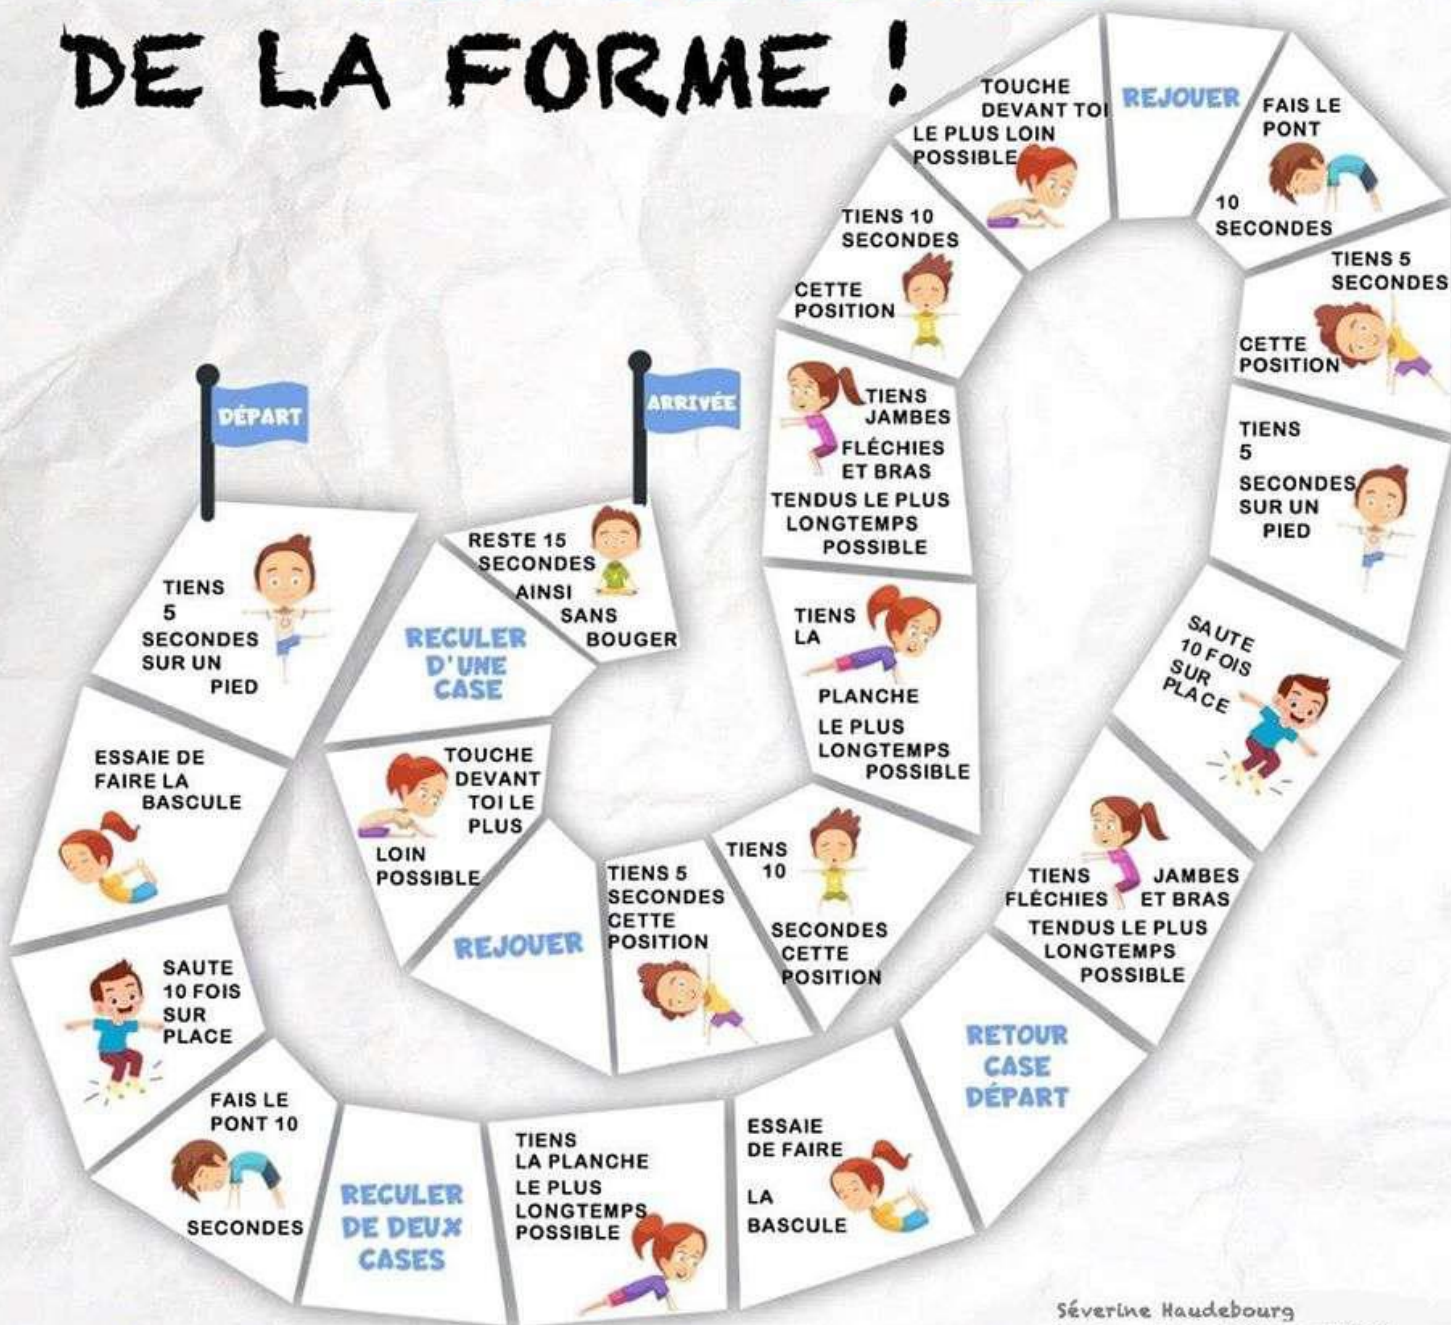 DE LA FORME !
DÉPART
TIENS
5
SECONDES
SUR UN
PIED
ESSAIE DE
FAIRE LA
BASCULE
SAUTE
10 FOIS
SUR
PLACE
FAIS LE
PONT 10
SECONDES
RECULER
DE DEUX
CASES
TIENS
LA PLANCHE
LE PLUS
LONGTEMPS
POSSIBLE
ESSAIE
DE FAIRE
LA
BASCULE
RETOUR
CASE
DÉPART
TIENS JAMBES
FLÉCHIES ET BRAS
TENDUS LE PLUS
LONGTEMPS
POSSIBLE
SAUTE
10 FOIS
SUR
PLACE
TIENS
5
SECONDES
SUR UN
PIED
TIENS 5
SECONDES
CETTE
POSITION
FAIS LE
PONT
10
SECONDES
REJOUER
TOUCHE
DEVANT TOI
LE PLUS LOIN
POSSIBLE
TIENS 10
SECONDES
CETTE
POSITION
TIENS
JAMBES
FLÉCHIES
ET BRAS
TENDUS LE PLUS
LONGTEMPS
POSSIBLE
TIENS
LA
PLANCHE
LE PLUS
LONGTEMPS
POSSIBLE
TIENS
10
SECONDES
CETTE
POSITION
TIENS 5
SECONDES
CETTE
POSITION
REJOUER
TOUCHE
DEVANT
TOI LE
PLUS
LOIN
POSSIBLE
RECULER
D'UNE
CASE
RESTE 15
SECONDES
AINSI
SANS
BOUGER
ARRIVÉE
Séverine Haudebourg